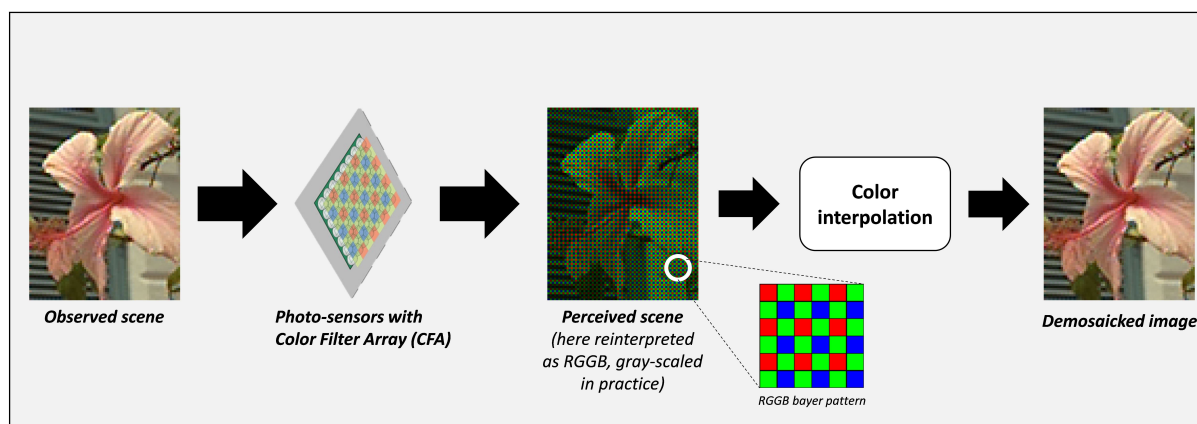 Observed scene
Photo-sensors with
Color Filter Array (CFA)
Perceived scene
(here reinterpreted
as RGGB, gray-scaled
in practice)
RGGB bayer pattern
Color
interpolation
Demosaicked image